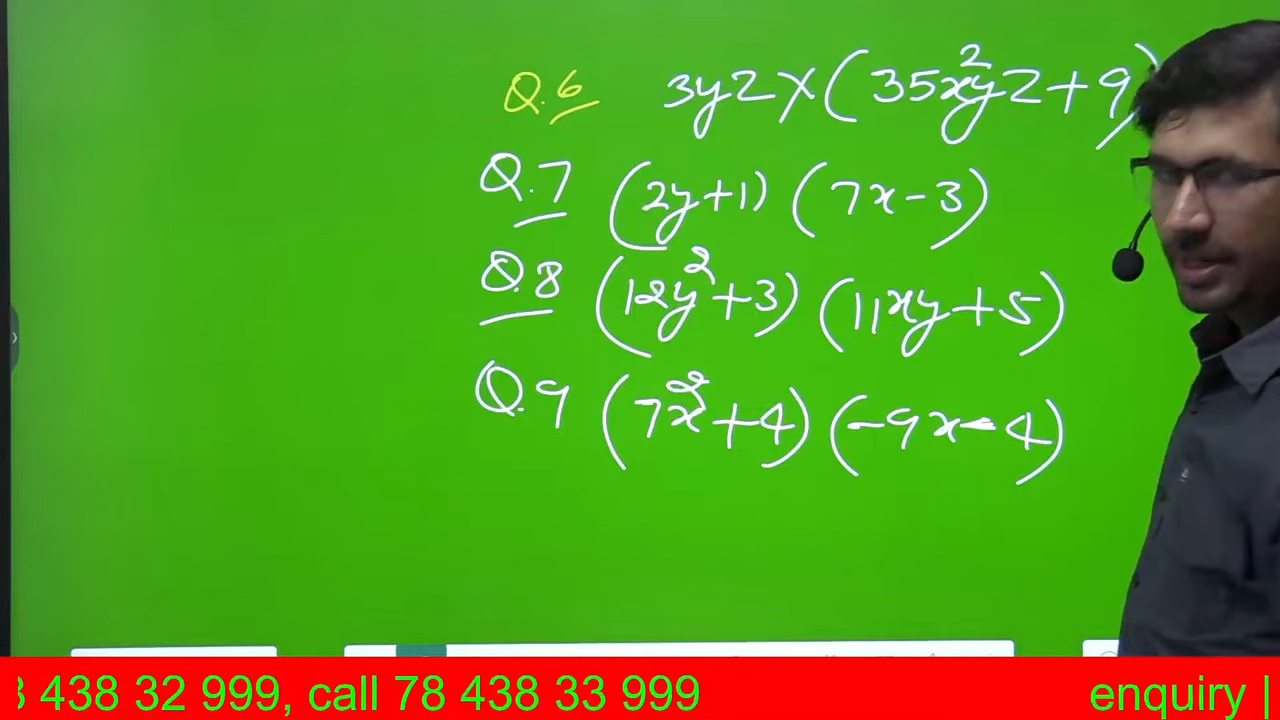 Q.6 3yz×(35x²yz+9)
Q.7 (2y+1) (7x-3)
Q.8 (12y²+3) (11xy+5)
Q.9 (7x²+4) (-9x-4)
438 32 999, call 78 438 33 999 enquiry |